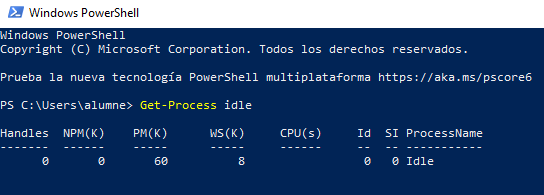 Windows PowerShell
Windows PowerShell
Copyright (C) Microsoft Corporation. Todos los derechos reservados.
Prueba la nueva tecnología PowerShell multiplataforma https://aka.ms/pscore6
PS C:\Users\alumne> Get-Process idle
Handles  NPM(K)    PM(K)      WS(K)     CPU(s)     Id  SI ProcessName
-------  ------    -----      -----     ------     --  -- -----------
      0       0       60          8                 0   0 Idle